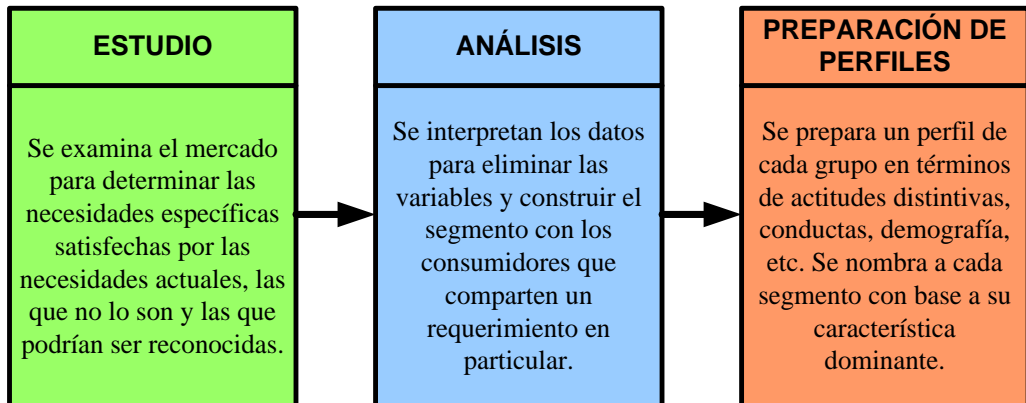 ESTUDIO
Se examina el mercado
para determinar las
necesidades específicas
satisfechas por las
necesidades actuales, las
que no lo son y las que
podrían ser reconocidas.
ANÁLISIS
Se interpretan los datos
para eliminar las
variables y construir el
segmento con los
consumidores que
comparten un
requerimiento en
particular.
PREPARACIÓN DE
PERFILES
Se prepara un perfil de
cada grupo en términos
de actitudes distintivas,
conductas, demografía,
etc. Se nombra a cada
segmento con base a su
característica
dominante.